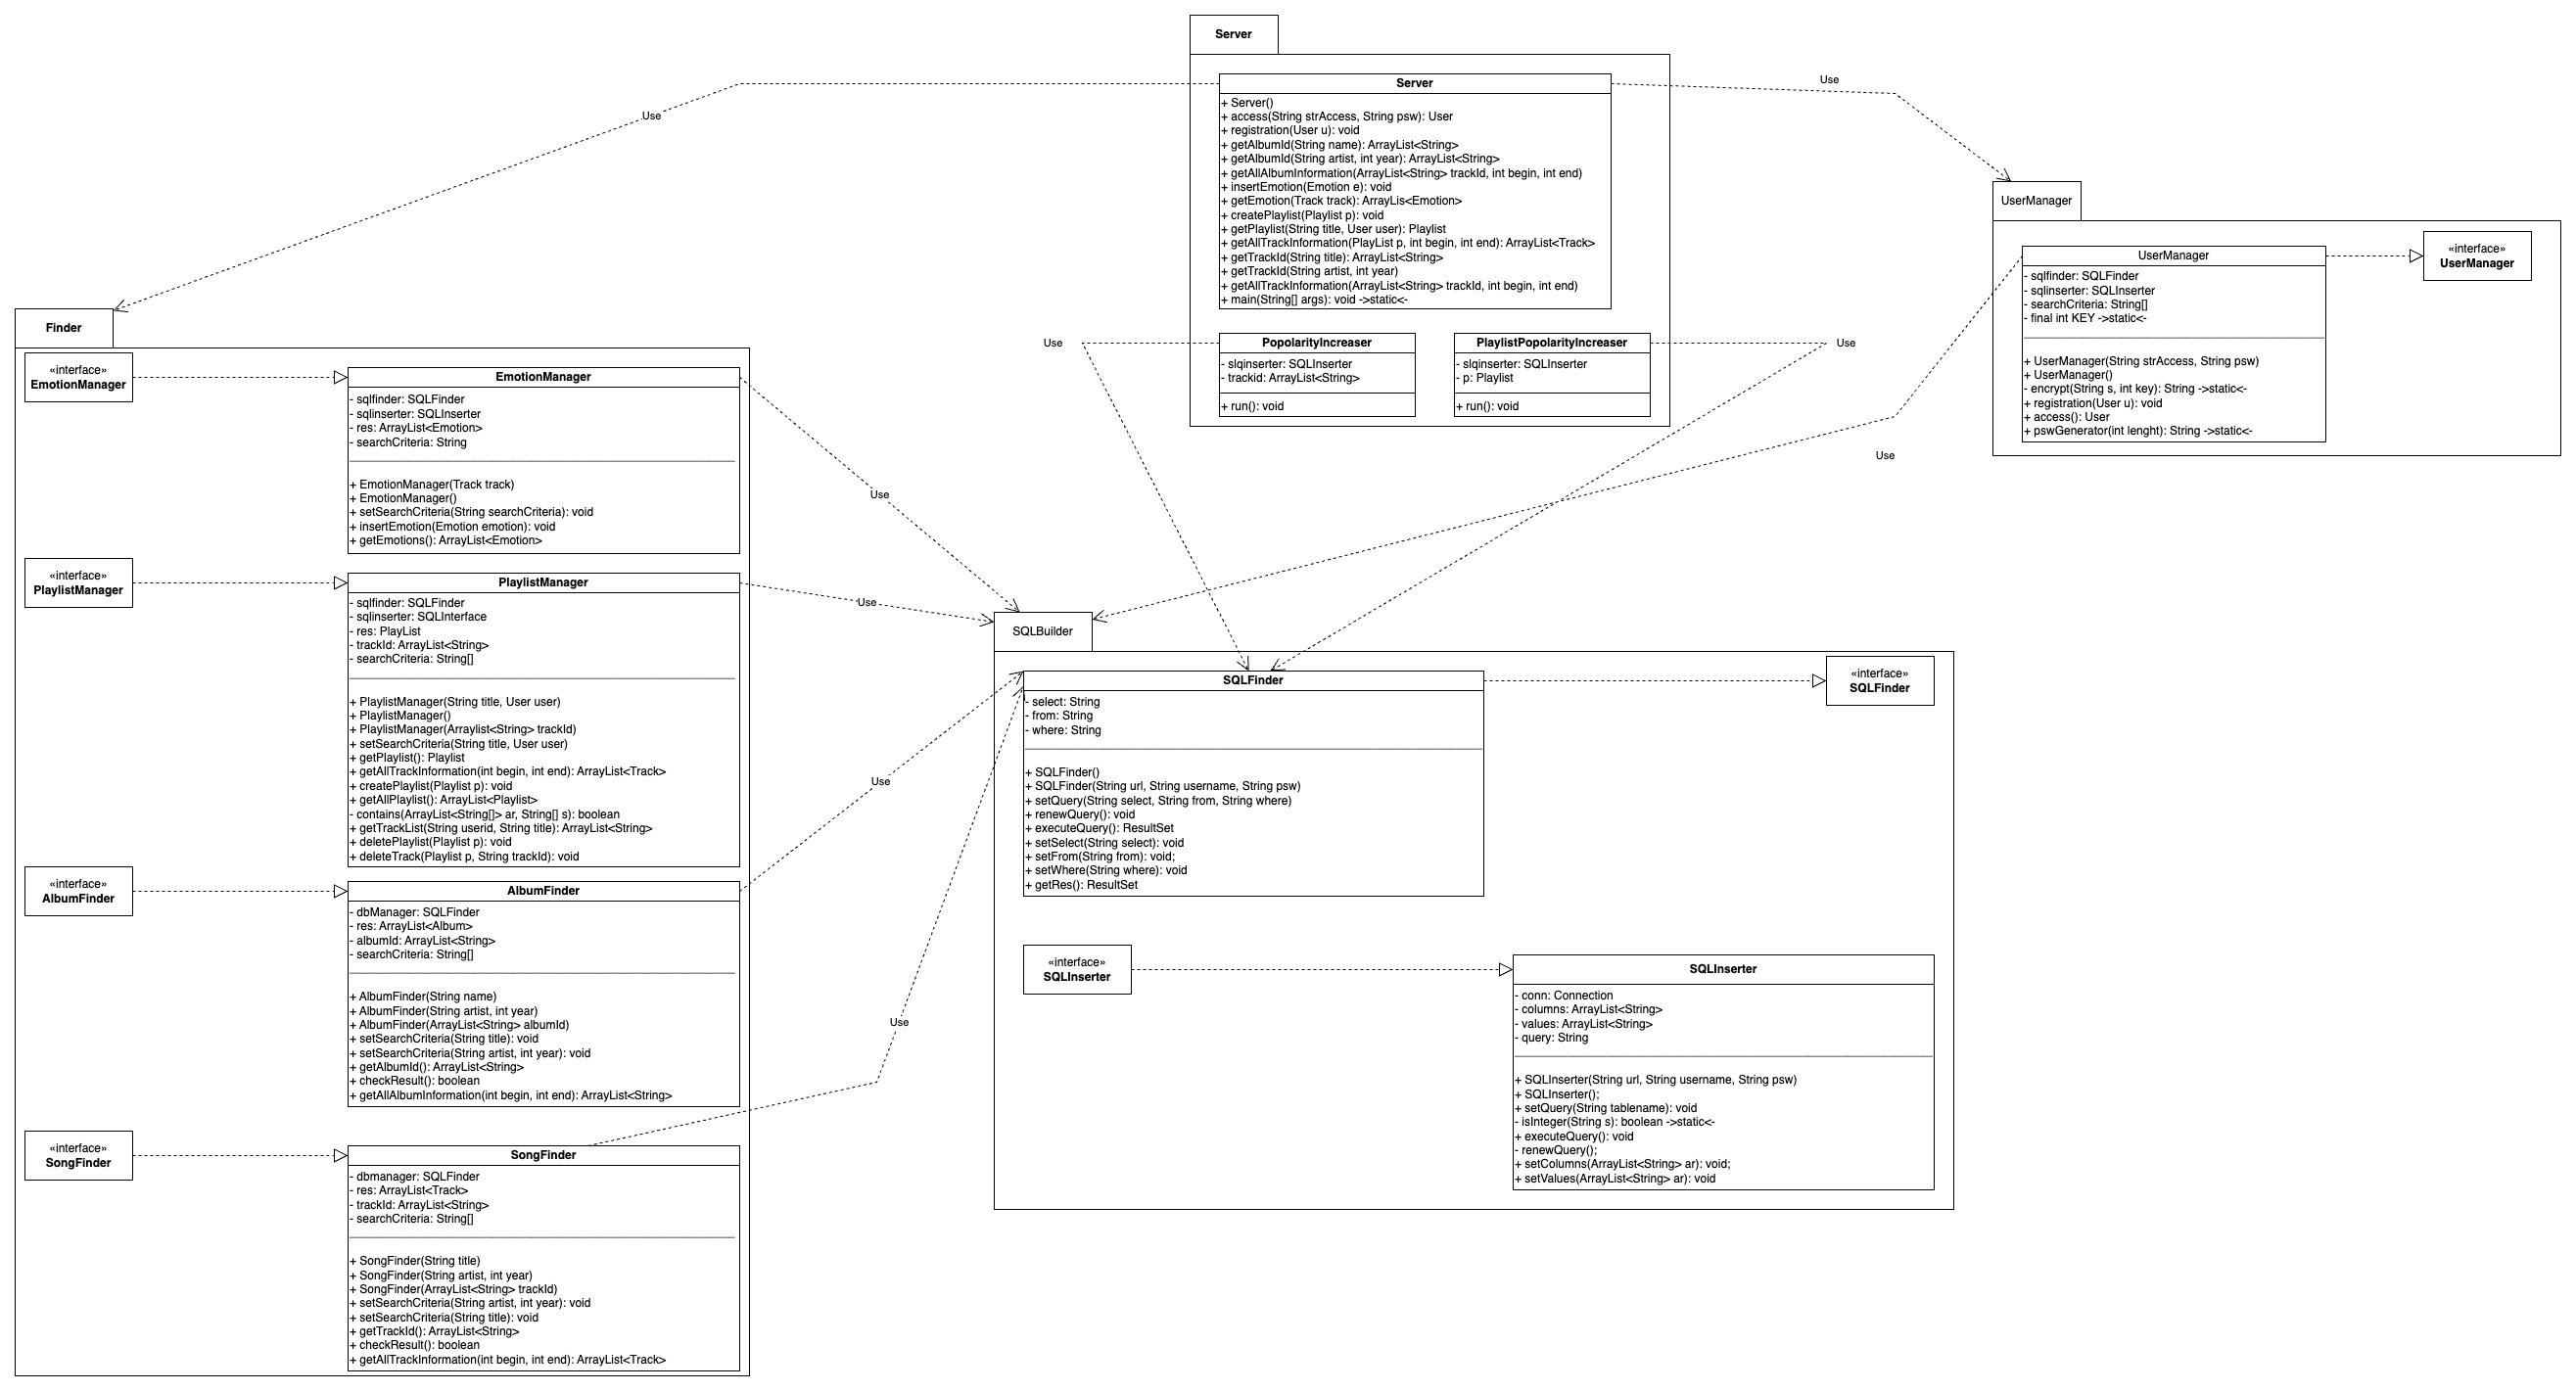 Server
Server
+ Server()
+ access(String strAccess, String psw): User
+ registration(User u): void
+ getAlbumId(String name): ArrayList<String>
+ getAlbumId(String artist, int year): ArrayList<String>
+ getAllAlbumInformation(ArrayList<String> trackId, int begin, int end)
+ insertEmotion(Emotion e): void
+ getEmotion(Track track): ArrayLis<Emotion>
+ createPlaylist(Playlist p): void
+ getPlaylist(String title, User user): Playlist
+ getAllTrackInformation(PlayList p, int begin, int end): ArrayList<Track>
+ getTrackId(String title): ArrayList<String>
+ getTrackId(String artist, int year)
+ getAllTrackInformation(ArrayList<String> trackId, int begin, int end)
+ main(String[] args): void ->static<-
PopolarityIncreaser
- slqinserter: SQLInserter
- trackid: ArrayList<String>
+ run(): void
PlaylistPopolarityIncreaser
- slqinserter: SQLInserter
- p: Playlist
+ run(): void
Use
Use
Use
Use
UserManager
UserManager
- sqlfinder: SQLFinder
- sqlinserter: SQLInserter
- searchCriteria: String[]
- final int KEY ->static<-
+ UserManager(String strAccess, String psw)
+ UserManager()
- encrypt(String s, int key): String ->static<-
+ registration(User u): void
+ access(): User
+ pswGenerator(int lenght): String ->static<-
«interface»
UserManager
Use
Finder
«interface»
EmotionManager
EmotionManager
- sqlfinder: SQLFinder
- sqlinserter: SQLInserter
- res: ArrayList<Emotion>
- searchCriteria: String
+ EmotionManager(Track track)
+ EmotionManager()
+ setSearchCriteria(String searchCriteria): void
+ insertEmotion(Emotion emotion): void
+ getEmotions(): ArrayList<Emotion>
Use
«interface»
PlaylistManager
PlaylistManager
- sqlfinder: SQLFinder
- sqlinserter: SQLInterface
- res: PlayList
- trackId: ArrayList<String>
- searchCriteria: String[]
+ PlaylistManager(String title, User user)
+ PlaylistManager()
+ PlaylistManager(Arraylist<String> trackId)
+ setSearchCriteria(String title, User user)
+ getPlaylist(): Playlist
+ getAllTrackInformation(int begin, int end): ArrayList<Track>
+ createPlaylist(Playlist p): void
+ getAllPlaylist(): ArrayList<Playlist>
- contains(ArrayList<String[]> ar, String[] s): boolean
+ getTrackList(String userid, String title): ArrayList<String>
+ deletePlaylist(Playlist p): void
+ deleteTrack(Playlist p, String trackId): void
Use
«interface»
AlbumFinder
AlbumFinder
- dbManager: SQLFinder
- res: ArrayList<Album>
- albumId: ArrayList<String>
- searchCriteria: String[]
+ AlbumFinder(String name)
+ AlbumFinder(String artist, int year)
+ AlbumFinder(ArrayList<String> albumId)
+ setSearchCriteria(String title): void
+ setSearchCriteria(String artist, int year): void
+ getAlbumId(): ArrayList<String>
+ checkResult(): boolean
+ getAllAlbumInformation(int begin, int end): ArrayList<String>
Use
«interface»
SongFinder
SongFinder
- dbmanager: SQLFinder
- res: ArrayList<Track>
- trackId: ArrayList<String>
- searchCriteria: String[]
+ SongFinder(String title)
+ SongFinder(String artist, int year)
+ SongFinder(ArrayList<String> trackId)
+ setSearchCriteria(String artist, int year): void
+ setSearchCriteria(String title): void
+ getTrackId(): ArrayList<String>
+ checkResult(): boolean
+ getAllTrackInformation(int begin, int end): ArrayList<Track>
Use
SQLBuilder
SQLFinder
- select: String
- from: String
- where: String
+ SQLFinder()
+ SQLFinder(String url, String username, String psw)
+ setQuery(String select, String from, String where)
+ renewQuery(): void
+ executeQuery(): ResultSet
+ setSelect(String select): void
+ setFrom(String from): void;
+ setWhere(String where): void
+ getRes(): ResultSet
«interface»
SQLFinder
«interface»
SQLInserter
SQLInserter
- conn: Connection
- columns: ArrayList<String>
- values: ArrayList<String>
- query: String
+ SQLInserter(String url, String username, String psw)
+ SQLInserter();
+ setQuery(String tablename): void
- isInteger(String s): boolean ->static<-
+ executeQuery(): void
- renewQuery();
+ setColumns(ArrayList<String> ar): void;
+ setValues(ArrayList<String> ar): void